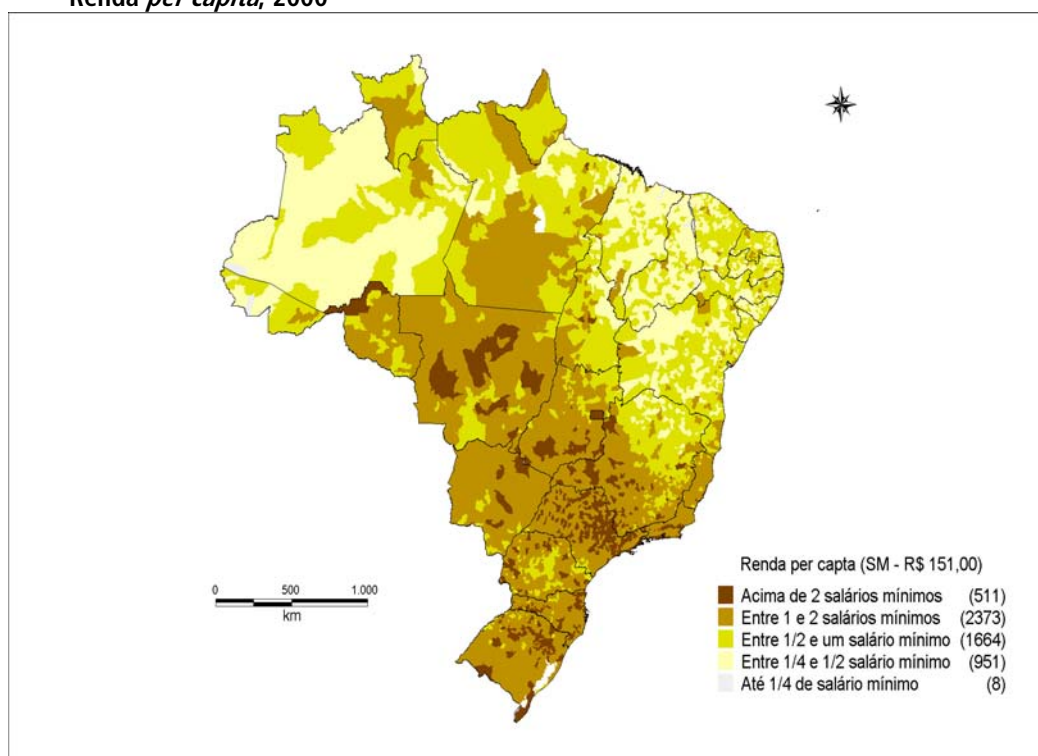 Renda per capita, 2000
0 500 1.000
km
Renda per capta (SM - R$ 151,00)
Acima de 2 salários mínimos (511)
Entre 1 e 2 salários mínimos (2373)
Entre 1/2 e um salário mínimo (1664)
Entre 1/4 e 1/2 salário mínimo (951)
Até 1/4 de salário mínimo (8)